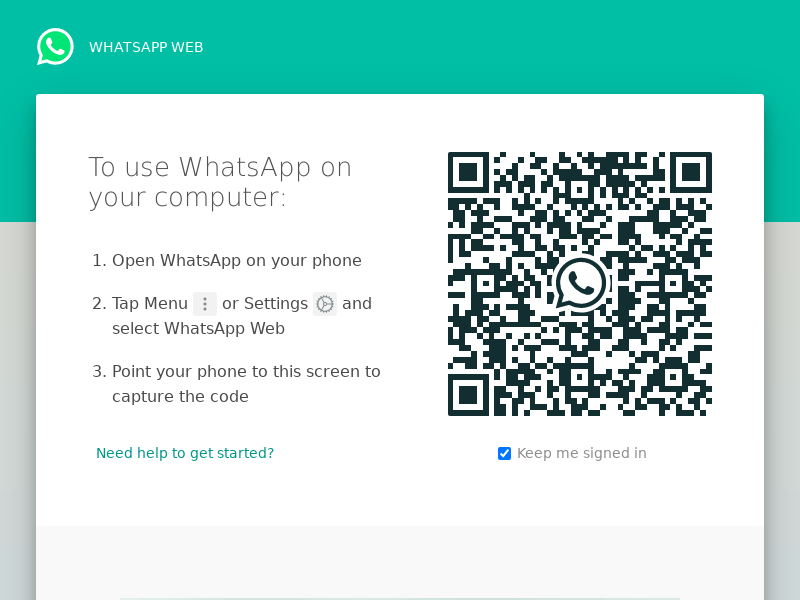 WHATSAPP WEB
To use WhatsApp on
your computer:
1. Open WhatsApp on your phone
2. Tap Menu or Settings and
select WhatsApp Web
3. Point your phone to this screen to
capture the code
Need help to get started?
Keep me signed in